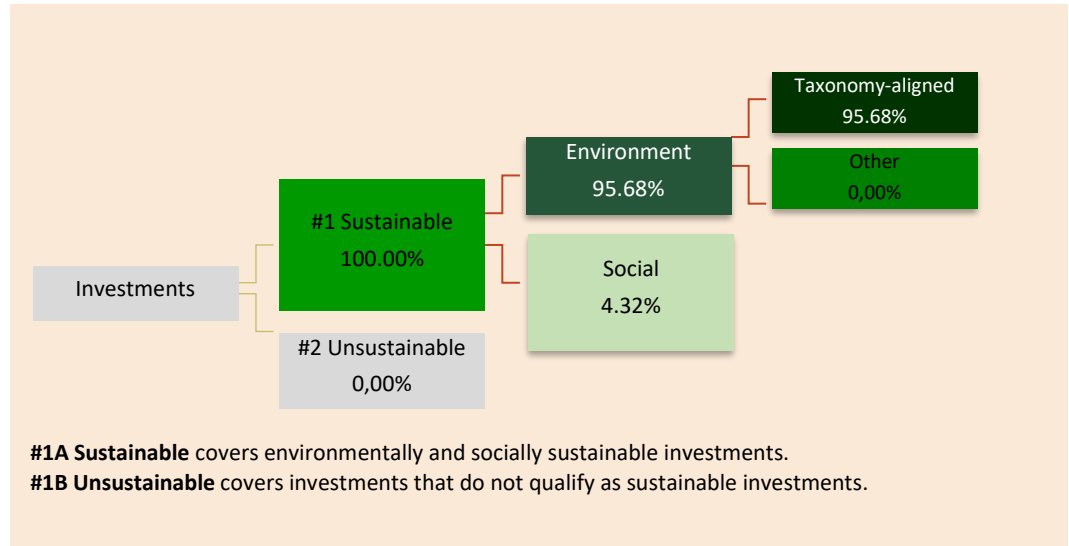 Investments
#1 Sustainable
100.00%
#2 Unsustainable
0,00%
Environment
95.68%
Social
4.32%
Taxonomy-aligned
95.68%
Other
0,00%
#1A Sustainable covers environmentally and socially sustainable investments.
#1B Unsustainable covers investments that do not qualify as sustainable investments.